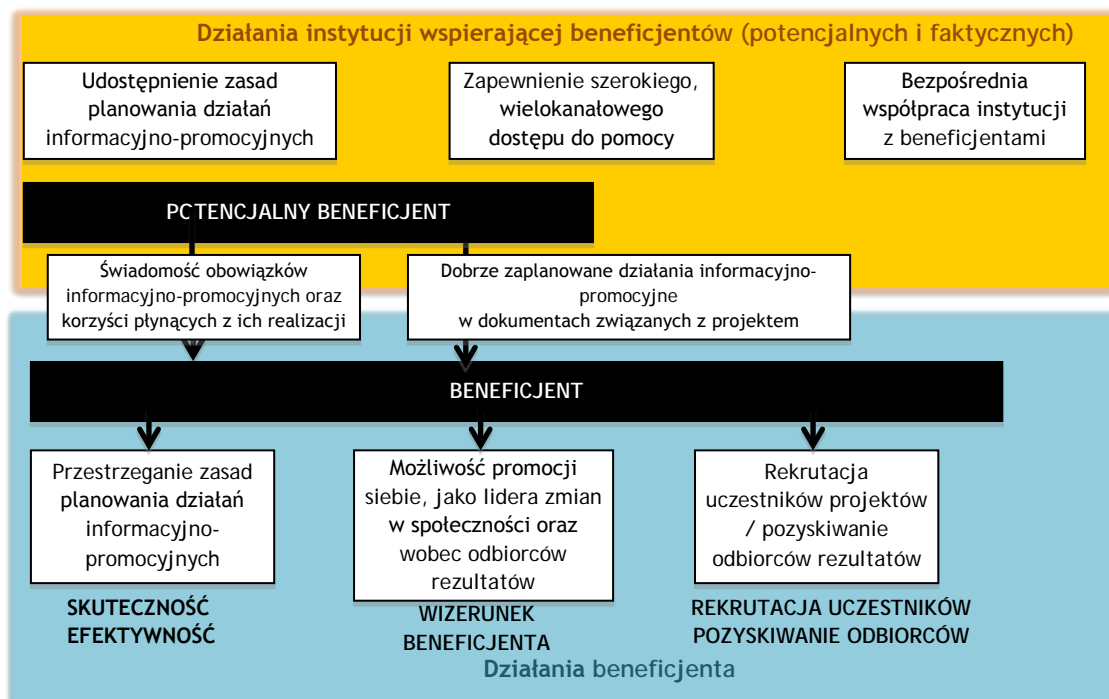 Działania instytucji wspierającej beneficjentów (potencjalnych i faktycznych)
Udostępnienie zasad
planowania działań
informacyjno-promocyjnych
Zapewnienie szerokiego,
wielokanałowego
dostępu do pomocy
Bezpośrednia
współpraca instytucji
z beneficjentami
POTENCJALNY BENEFICJENT
Świadomość obowiązków
informacyjno-promocyjnych oraz
korzyści płynących z ich realizacji
Dobrze zaplanowane działania informacyjno-
promocyjne
w dokumentach związanych z projektem
BENEFICJENT
Przestrzeganie zasad
planowania działań
informacyjno-
promocyjnych
Możliwość promocji
siebie, jako lidera zmian
w społeczności oraz
wobec odbiorców
rezultatów
Rekrutacja
uczestników projektów
/ pozyskiwanie
odbiorców rezultatów
SKUTECZNOŚĆ
EFEKTYWNOŚĆ
WIZERUNEK
BENEFICJENTA
REKRUTACJA UCZESTNIKÓW
POZYSKIWANIE ODBIORCÓW
Działania beneficjenta